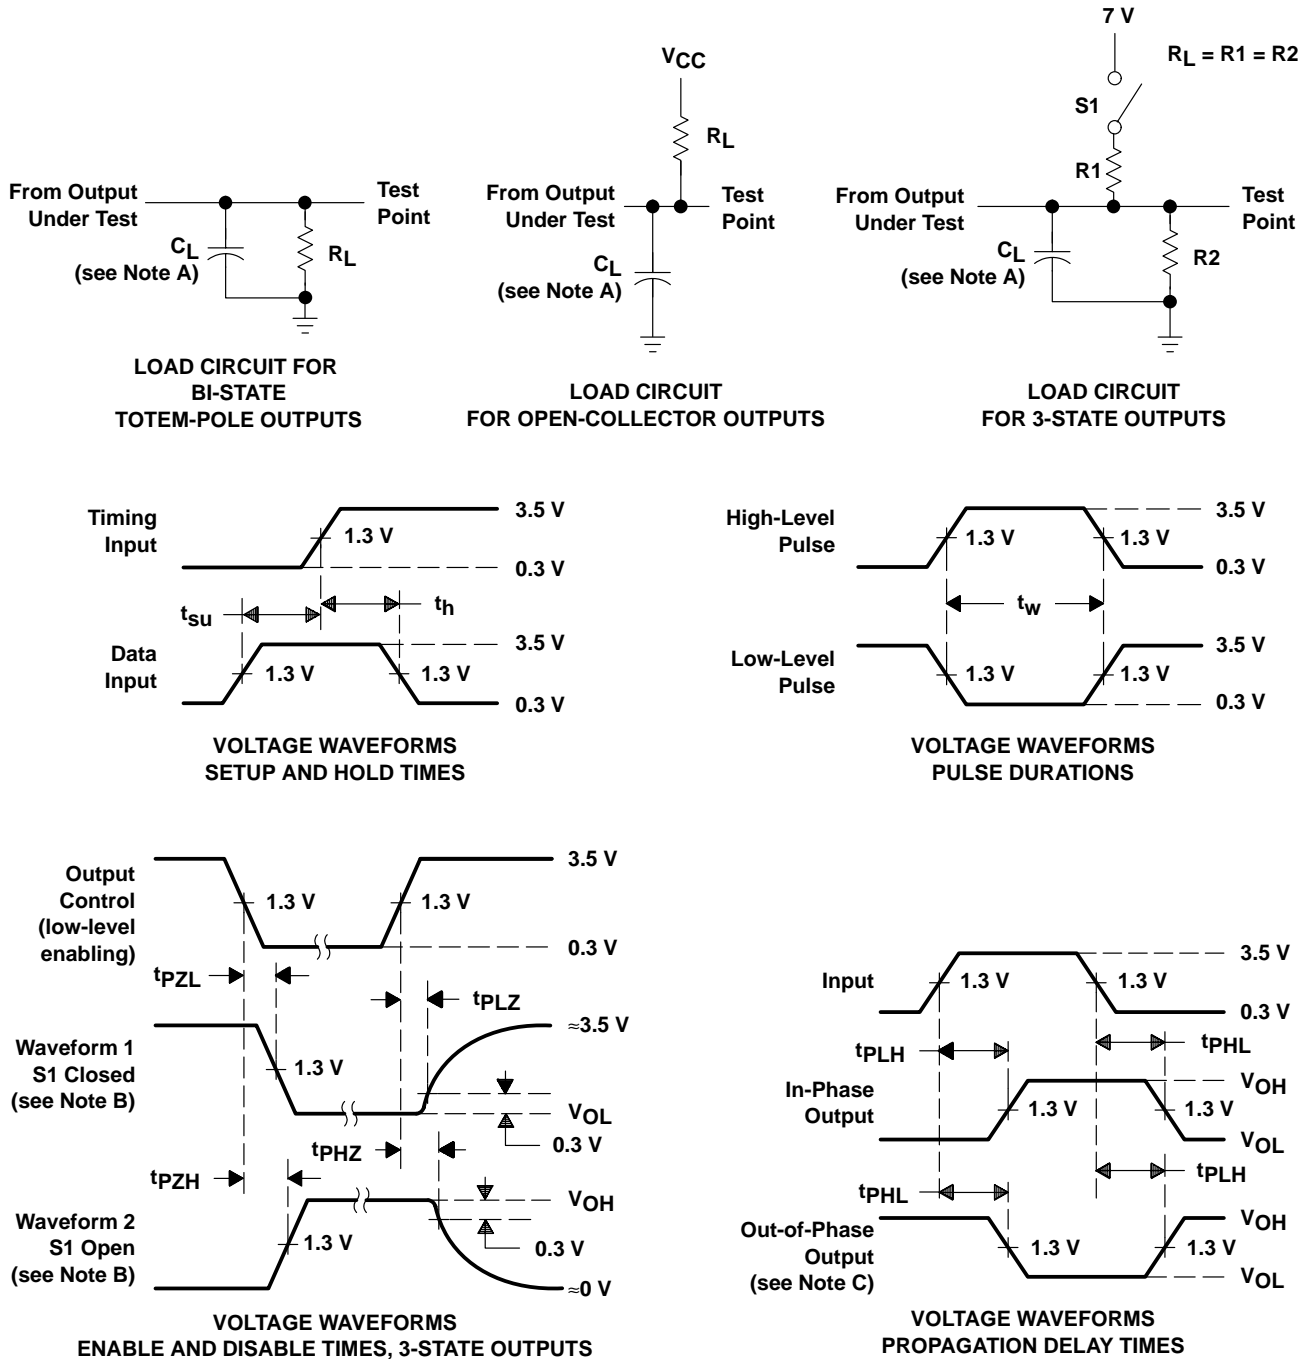 From Output
Under Test
Test
Point
CL
(see Note A)
RL
LOAD CIRCUIT FOR
BI-STATE
TOTEM-POLE OUTPUTS
VCC
RL
From Output
Under Test
Test
Point
CL
(see Note A)
LOAD CIRCUIT
FOR OPEN-COLLECTOR OUTPUTS
7 V
RL = R1 = R2
S1
R1
From Output
Under Test
Test
Point
CL
(see Note A)
R2
LOAD CIRCUIT
FOR 3-STATE OUTPUTS
Timing
Input
3.5 V
1.3 V
0.3 V
tsu
th
Data
Input
3.5 V
1.3 V
1.3 V
0.3 V
VOLTAGE WAVEFORMS
SETUP AND HOLD TIMES
High-Level
Pulse
3.5 V
1.3 V
1.3 V
0.3 V
tw
Low-Level
Pulse
3.5 V
1.3 V
1.3 V
0.3 V
VOLTAGE WAVEFORMS
PULSE DURATIONS
Output
Control
(low-level
enabling)
3.5 V
1.3 V
1.3 V
0.3 V
tPZL
tPLZ
Waveform 1
S1 Closed
(see Note B)
≈3.5 V
1.3 V
VOL
0.3 V
tPHZ
tPZH
Waveform 2
S1 Open
(see Note B)
VOH
1.3 V
0.3 V
≈0 V
VOLTAGE WAVEFORMS
ENABLE AND DISABLE TIMES, 3-STATE OUTPUTS
Input
3.5 V
1.3 V
1.3 V
0.3 V
tPLH
tPHL
In-Phase
Output
VOH
1.3 V
1.3 V
VOL
tPHL
tPLH
Out-of-Phase
Output
(see Note C)
VOH
1.3 V
1.3 V
VOL
VOLTAGE WAVEFORMS
PROPAGATION DELAY TIMES